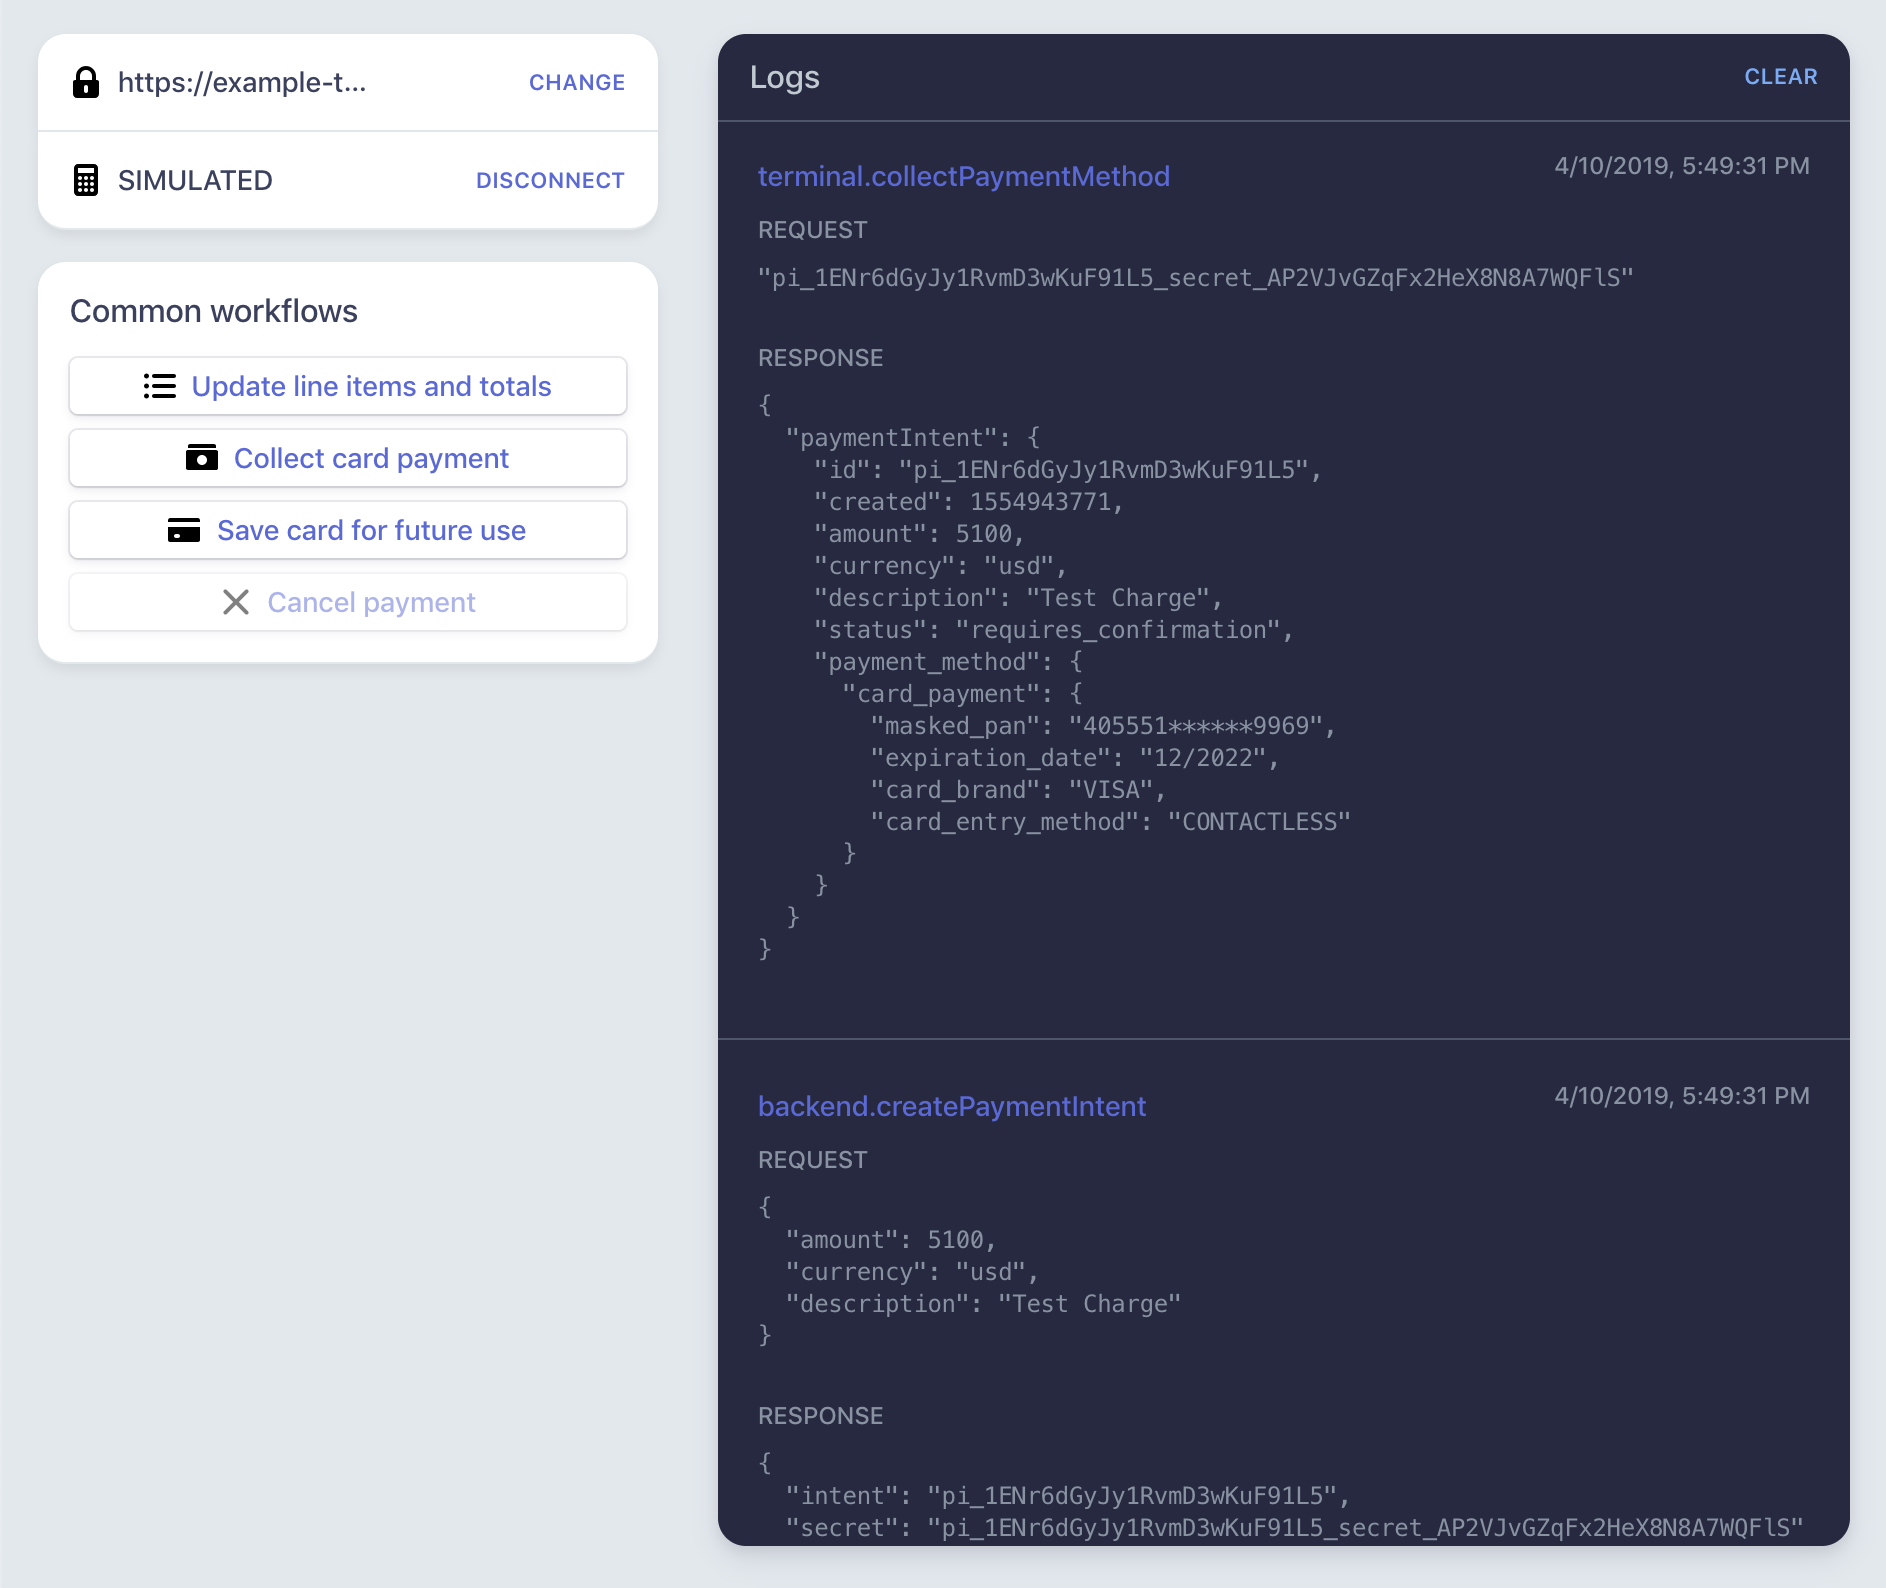 https://example-t...
CHANGE
SIMULATED
DISCONNECT
Common workflows
Update line items and totals
Collect card payment
Save card for future use
Cancel payment
Logs
CLEAR
terminal.collectPaymentMethod
4/10/2019, 5:49:31 PM
REQUEST
"pi_1ENr6dGyJy1RvmD3wKuF91L5_secret_AP2VJvGZqFx2HeX8N8A7WQFlS"
RESPONSE
{
  "paymentIntent": {
    "id": "pi_1ENr6dGyJy1RvmD3wKuF91L5",
    "created": 1554943771,
    "amount": 5100,
    "currency": "usd",
    "description": "Test Charge",
    "status": "requires_confirmation",
    "payment_method": {
      "card_payment": {
        "masked_pan": "405551******9969",
        "expiration_date": "12/2022",
        "card_brand": "VISA",
        "card_entry_method": "CONTACTLESS"
      }
    }
  }
}
backend.createPaymentIntent
4/10/2019, 5:49:31 PM
REQUEST
{
  "amount": 5100,
  "currency": "usd",
  "description": "Test Charge"
}
RESPONSE
{
  "intent": "pi_1ENr6dGyJy1RvmD3wKuF91L5",
  "secret": "pi_1ENr6dGyJy1RvmD3wKuF91L5_secret_AP2VJvGZqFx2HeX8N8A7WQFlS"